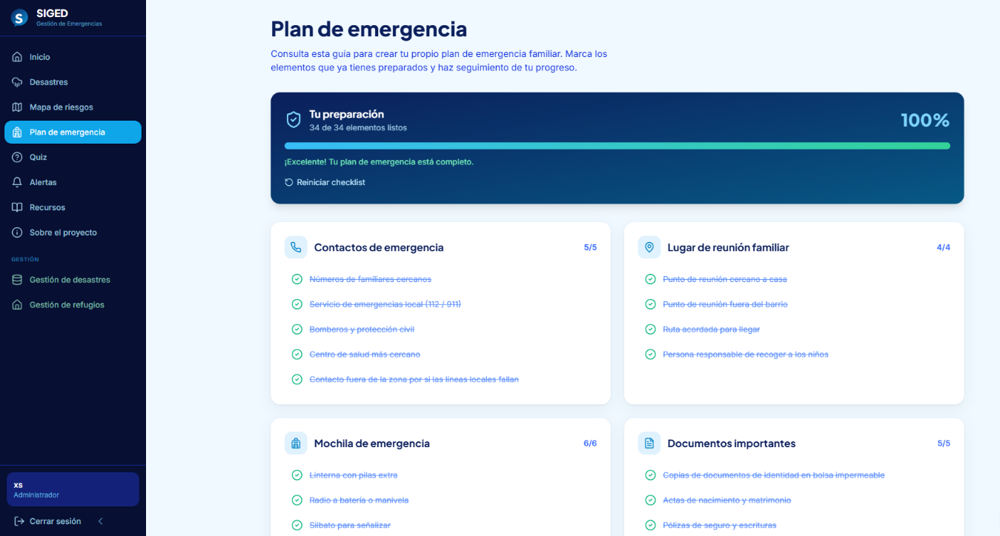 SIGED
Gestión de Emergencias
Inicio
Desastres
Mapa de riesgos
Plan de emergencia
Quiz
Alertas
Recursos
Sobre el proyecto
GESTIÓN
Gestión de desastres
Gestión de refugios
xs
Administrador
Cerrar sesión
Plan de emergencia
Consulta esta guía para crear tu propio plan de emergencia familiar. Marca los
elementos que ya tienes preparados y haz seguimiento de tu progreso.
Tu preparación
34 de 34 elementos listos
100%
¡Excelente! Tu plan de emergencia está completo.
Reiniciar checklist
Contactos de emergencia 5/5
Números de familiares cercanos
Servicio de emergencias local (112 / 911)
Bomberos y protección civil
Centro de salud más cercano
Contacto fuera de la zona por si las líneas locales fallan
Lugar de reunión familiar 4/4
Punto de reunión cercano a casa
Punto de reunión fuera del barrio
Ruta acordada para llegar
Persona responsable de recoger a los niños
Mochila de emergencia 6/6
Linterna con pilas extra
Radio a batería o manivela
Silbato para señalizar
Documentos importantes 5/5
Copias de documentos de identidad en bolsa impermeable
Actas de nacimiento y matrimonio
Pólizas de seguro y escrituras